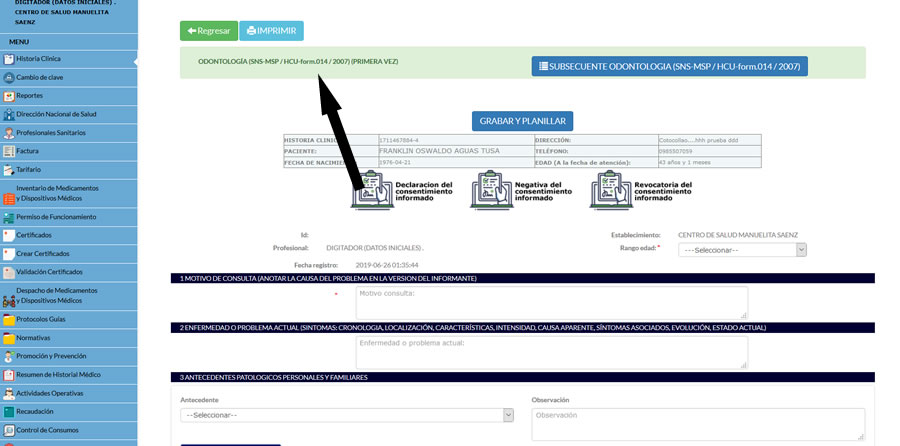 DIGITADOR (DATOS INICIALES) .
CENTRO DE SALUD MANUELITA
SAENZ
MENU
Historia Clínica
Cambio de clave
Reportes
Dirección Nacional de Salud
Profesionales Sanitarios
Factura
Tarifario
Inventario de Medicamentos
y Dispositivos Médicos
Permiso de Funcionamiento
Certificados
Crear Certificados
Validación Certificados
Despacho de Medicamentos
y Dispositivos Médicos
Protocolos Guías
Normativas
Promoción y Prevención
Resumen de Historial Médico
Actividades Operativas
Recaudación
Control de Consumos
Regresar
IMPRIMIR
ODONTOLOGÍA (SNS-MSP / HCU-form.014 / 2007) (PRIMERA VEZ)
SUBSECUENTE ODONTOLOGIA (SNS-MSP / HCU-form.014 / 2007)
GRABAR Y PLANILLAR
HISTORIA CLINIC 1711467884-4 DIRECCIÓN: Cotocollao....hhh prueba ddd
PACIENTE: FRANKLIN OSWALDO AGUAS TUSA TELÉFONO: 0985507059
FECHA DE NACIMIEN 1976-04-21 EDAD (A la fecha de atención): 43 años y 1 meses
Declaracion del
consentimiento
informado
Negativa del
consentimiento
informado
Revocatoria del
consentimiento
informado
Id: Establecimiento: CENTRO DE SALUD MANUELITA SAENZ
Profesional: DIGITADOR (DATOS INICIALES) . Rango edad: * --Seleccionar--
Fecha registro: 2019-06-26 01:35:44
1 MOTIVO DE CONSULTA (ANOTAR LA CAUSA DEL PROBLEMA EN LA VERSION DEL INFORMANTE)
* Motivo consulta:
2 ENFERMEDAD O PROBLEMA ACTUAL (SINTOMAS: CRONOLOGIA, LOCALIZACIÓN, CARACTERÍSTICAS, INTENSIDAD, CAUSA APARENTE, SÍNTOMAS ASOCIADOS, EVOLUCIÓN, ESTADO ACTUAL)
Enfermedad o problema actual:
3 ANTECEDENTES PATOLOGICOS PERSONALES Y FAMILIARES
Antecedente Observación
--Seleccionar-- Observación